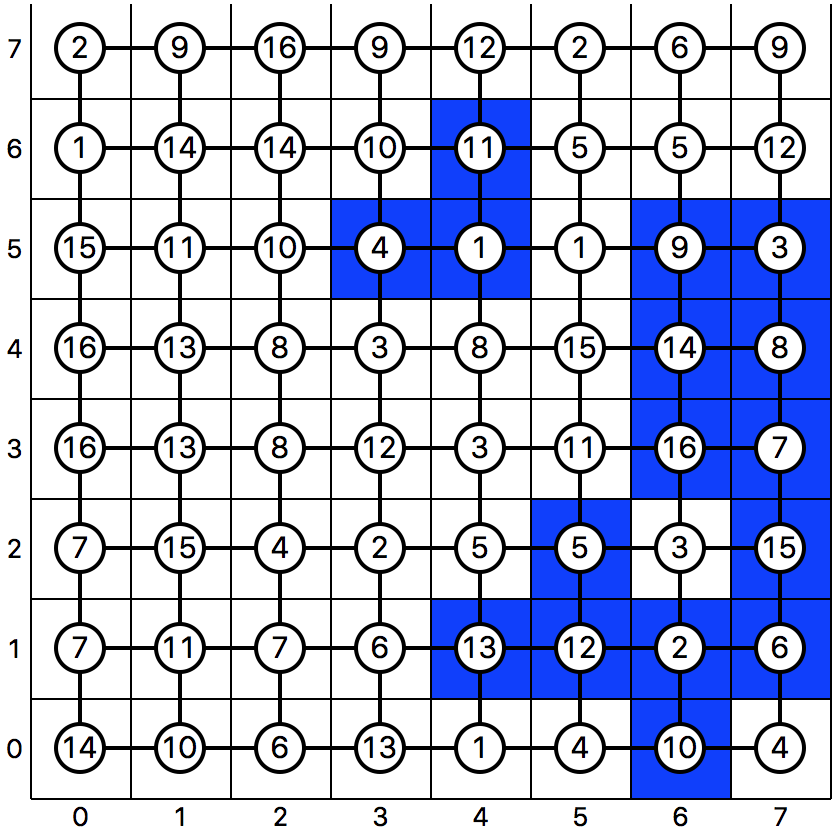 7 2 9 16 9 12 2 6 9
6 1 14 14 10 11 5 5 12
5 15 11 10 4 1 1 9 3
4 16 13 8 3 8 15 14 8
3 16 13 8 12 3 11 16 7
2 7 15 4 2 5 5 3 15
1 7 11 7 6 13 12 2 6
0 14 10 6 13 1 4 10 4
0 1 2 3 4 5 6 7